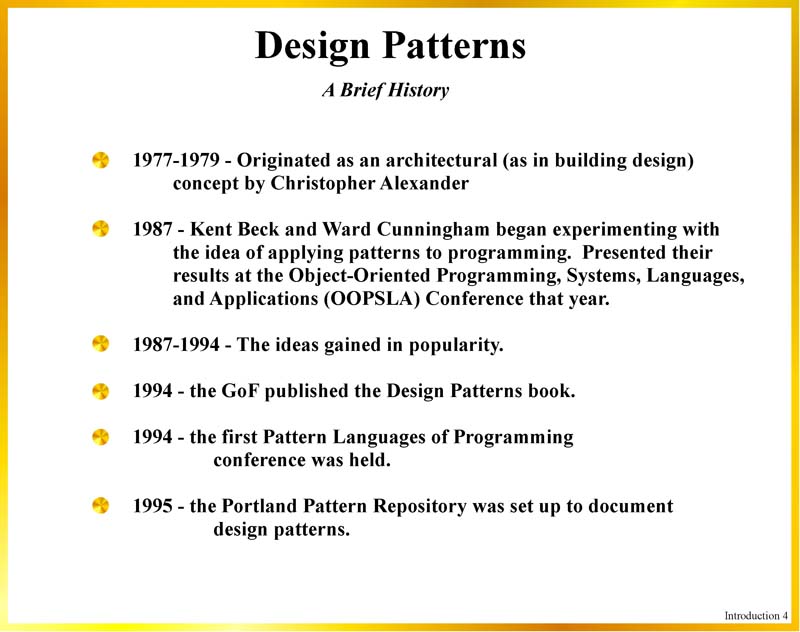 Design Patterns
A Brief History
1977-1979 - Originated as an architectural (as in building design)
concept by Christopher Alexander
1987 - Kent Beck and Ward Cunningham began experimenting with
the idea of applying patterns to programming.  Presented their
results at the Object-Oriented Programming, Systems, Languages,
and Applications (OOPSLA) Conference that year.
1987-1994 - The ideas gained in popularity.
1994 - the GoF published the Design Patterns book.
1994 - the first Pattern Languages of Programming
conference was held.
1995 - the Portland Pattern Repository was set up to document
design patterns.
Introduction 4